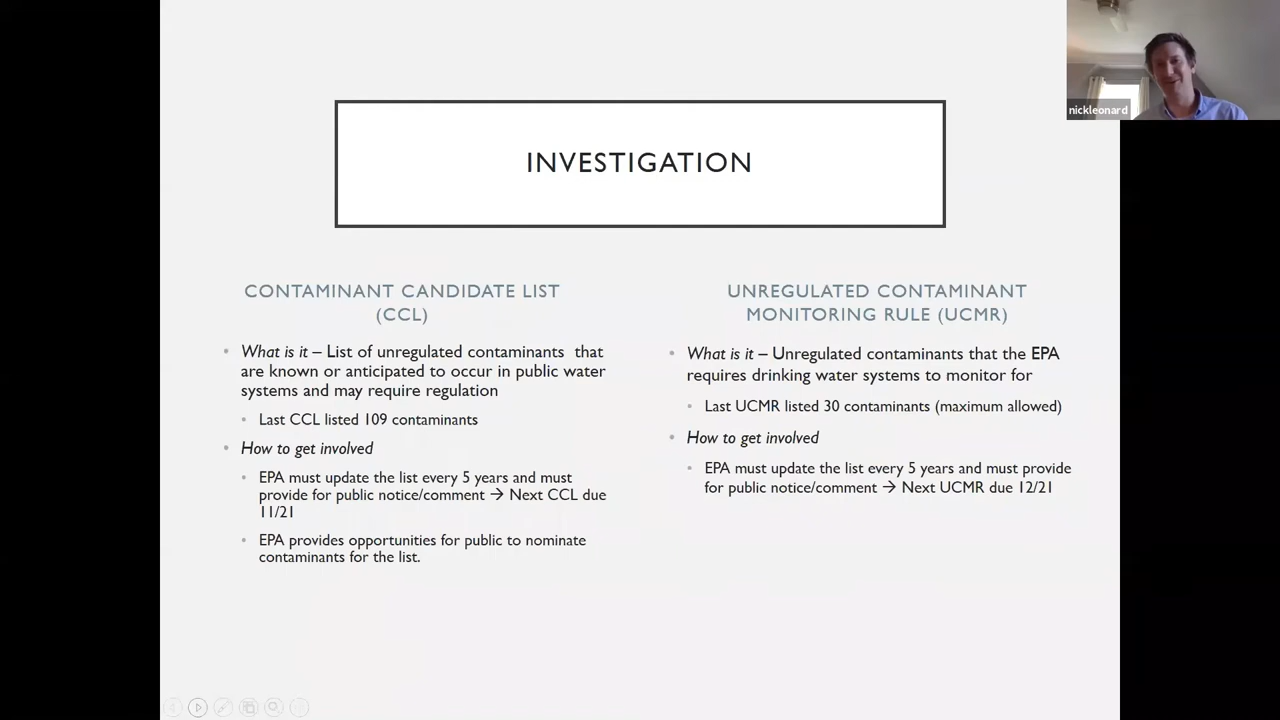 nickleonard
INVESTIGATION
CONTAMINANT CANDIDATE LIST
(CCL)
• What is it – List of unregulated contaminants that
are known or anticipated to occur in public water
systems and may require regulation
• Last CCL listed 109 contaminants
• How to get involved
• EPA must update the list every 5 years and must
provide for public notice/comment → Next CCL due
11/21
• EPA provides opportunities for public to nominate
contaminants for the list.
UNREGULATED CONTAMINANT
MONITORING RULE (UCMR)
• What is it – Unregulated contaminants that the EPA
requires drinking water systems to monitor for
• Last UCMR listed 30 contaminants (maximum allowed)
• How to get involved
• EPA must update the list every 5 years and must provide
for public notice/comment → Next UCMR due 12/21